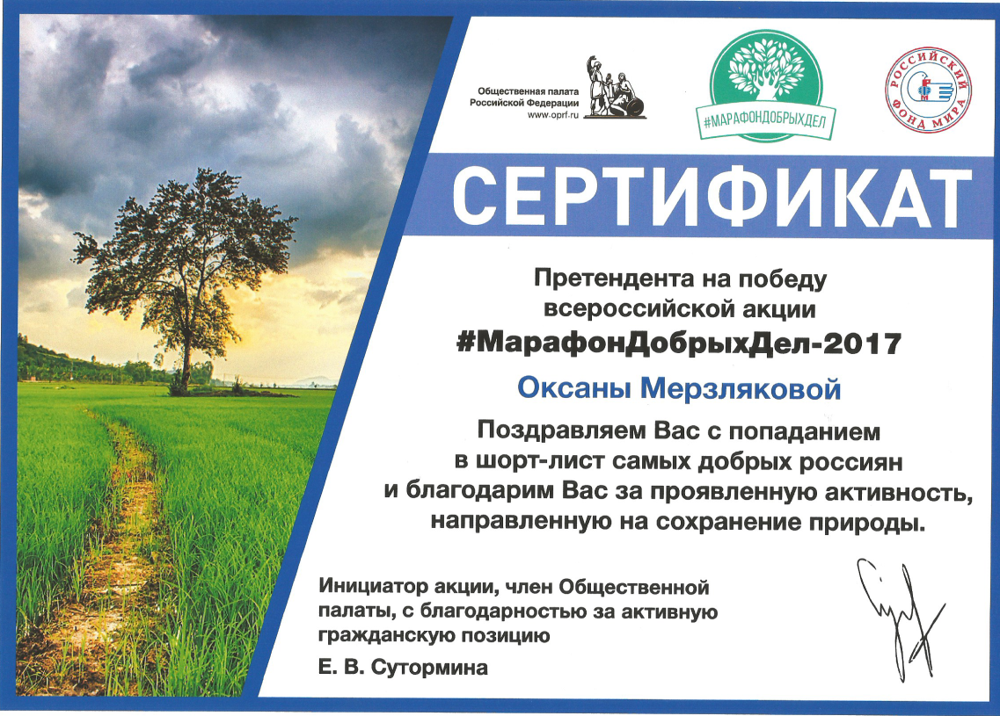 Общественная палата
Российской Федерации
www.oprf.ru
#МАРАФОНДОБРЫХДЕЛ
РОССИЙСКИЙ ФОНД МИРА
РФМ
СЕРТИФИКАТ
Претендента на победу
всероссийской акции
#МарафонДобрыхДел-2017
Оксаны Мерзляковой
Поздравляем Вас с попаданием
в шорт-лист самых добрых россиян
и благодарим Вас за проявленную активность,
направленную на сохранение природы.
Инициатор акции, член Общественной
палаты, с благодарностью за активную
гражданскую позицию
Е. В. Сутормина